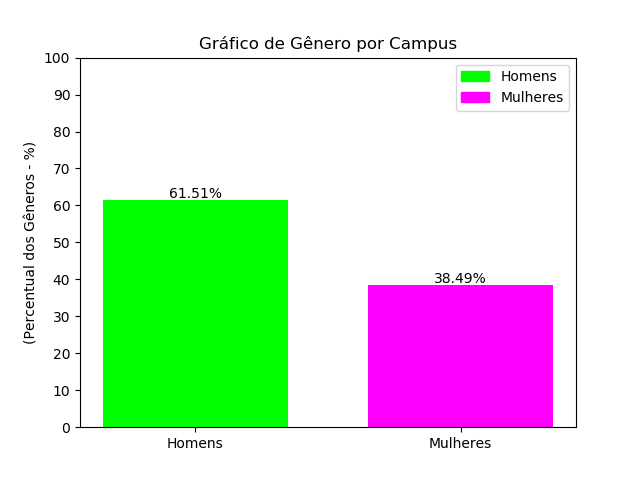 Gráfico de Gênero por Campus
(Percentual dos Gêneros - %)
100
90
80
70
60
50
40
30
20
10
0
Homens
Mulheres
61.51%
38.49%
Homens
Mulheres